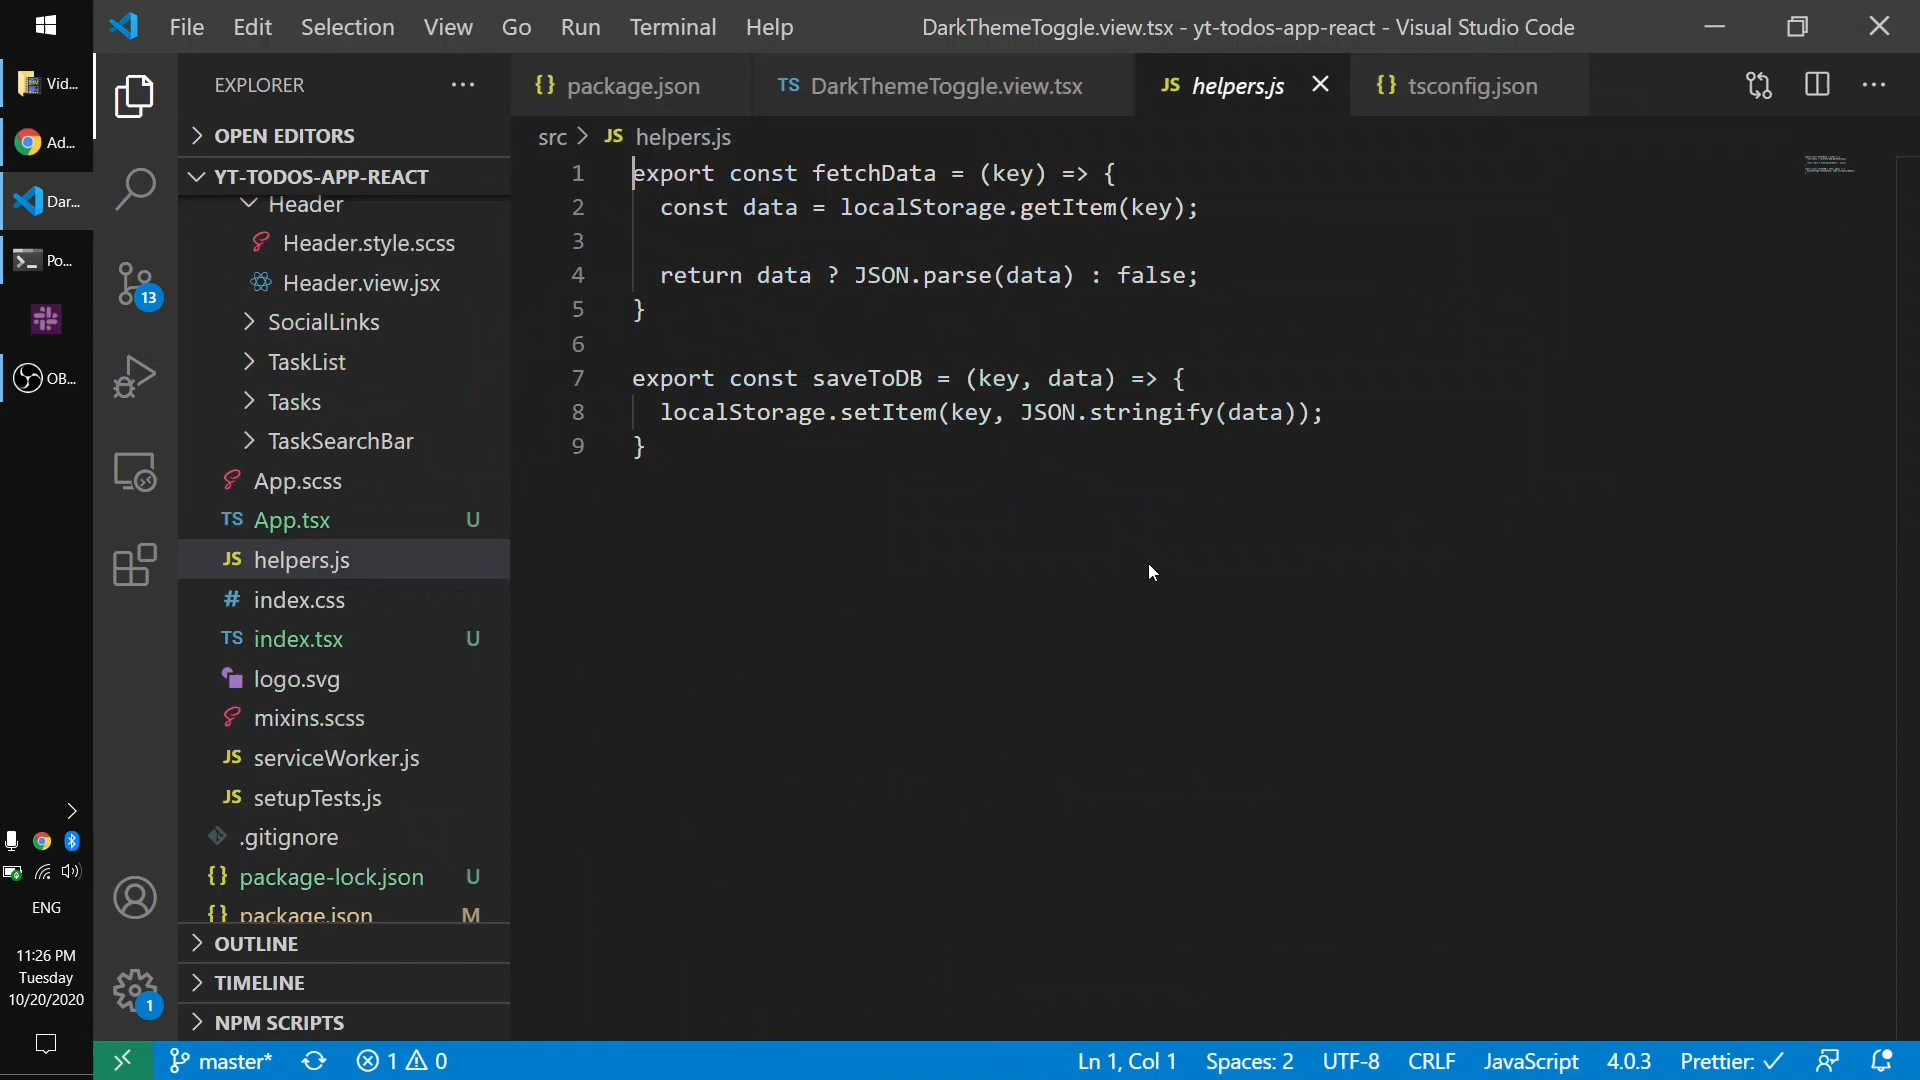 File Edit Selection View Go Run Terminal Help DarkThemeToggle.view.tsx - yt-todos-app-react - Visual Studio Code
Vid...
Ad...
Dar...
Po...
OB...
ENG
11:26 PM
Tuesday
10/20/2020
13
1
EXPLORER
OPEN EDITORS
YT-TODOS-APP-REACT
Header
Header.style.scss
Header.view.jsx
SocialLinks
TaskList
Tasks
TaskSearchBar
App.scss
TS App.tsx U
JS helpers.js
# index.css
TS index.tsx U
logo.svg
mixins.scss
JS serviceWorker.js
JS setupTests.js
.gitignore
{} package-lock.json U
{} package.json M
OUTLINE
TIMELINE
NPM SCRIPTS
{} package.json TS DarkThemeToggle.view.tsx JS helpers.js {} tsconfig.json
src > JS helpers.js
1 export const fetchData = (key) => {
2 const data = localStorage.getItem(key);
3
4 return data ? JSON.parse(data) : false;
5 }
6
7 export const saveToDB = (key, data) => {
8 localStorage.setItem(key, JSON.stringify(data));
9 }
master* 1 0 Ln 1, Col 1 Spaces: 2 UTF-8 CRLF JavaScript 4.0.3 Prettier: ✓